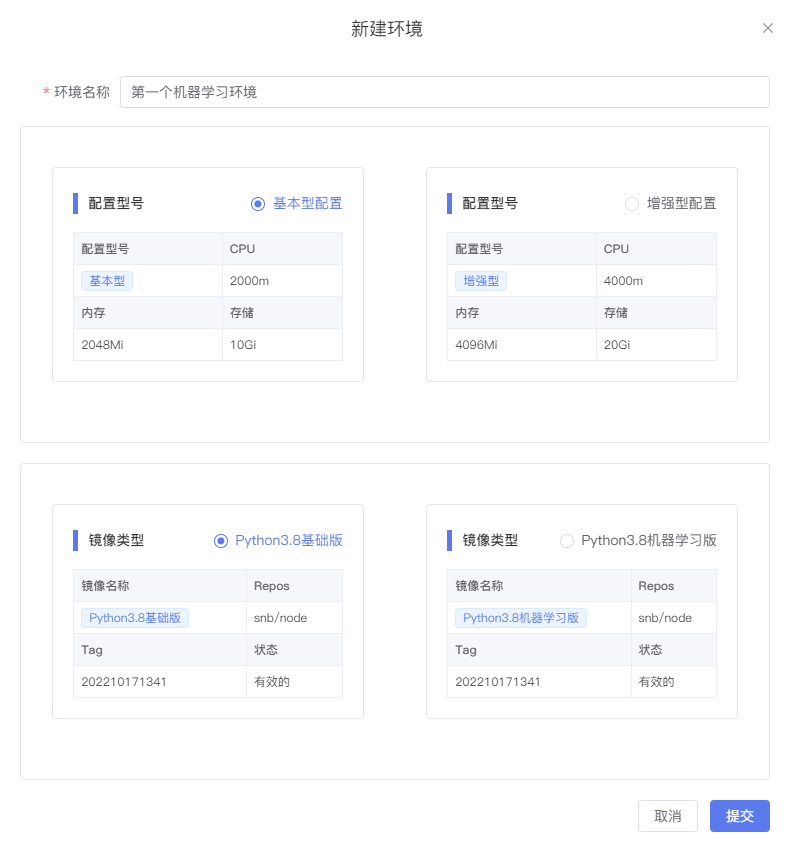 新建环境
* 环境名称 第一个机器学习环境
配置型号 基本型配置
配置型号 CPU
基本型 2000m
内存 存储
2048Mi 10Gi
配置型号 增强型配置
配置型号 CPU
增强型 4000m
内存 存储
4096Mi 20Gi
镜像类型 Python3.8基础版
镜像名称 Repos
Python3.8基础版 snb/node
Tag 状态
202210171341 有效的
镜像类型 Python3.8机器学习版
镜像名称 Repos
Python3.8机器学习版 snb/node
Tag 状态
202210171341 有效的
取消 提交